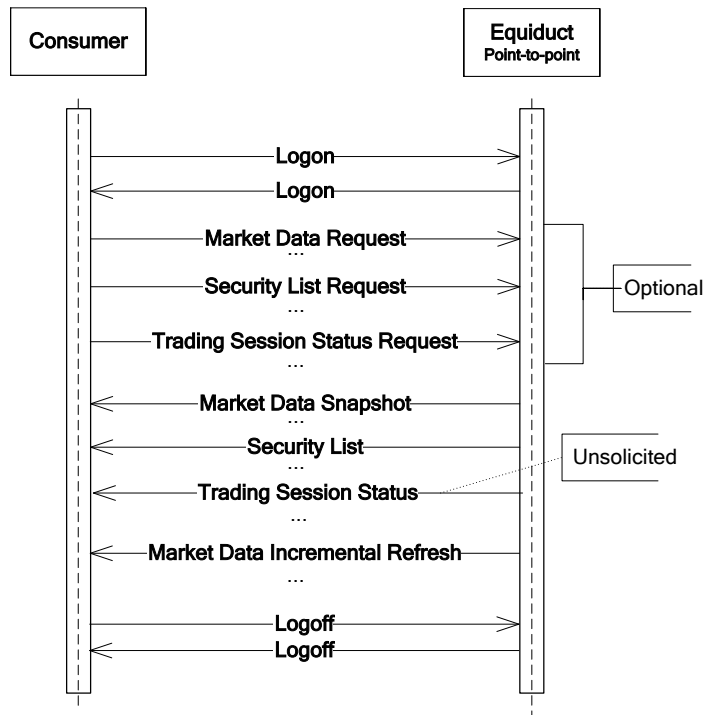 Consumer
Equiduct
Point-to-point
Logon
Logon
Market Data Request
...
Security List Request
...
Optional
Trading Session Status Request
...
Market Data Snapshot
...
Security List
...
Unsolicited
Trading Session Status
...
Market Data Incremental Refresh
...
Logoff
Logoff